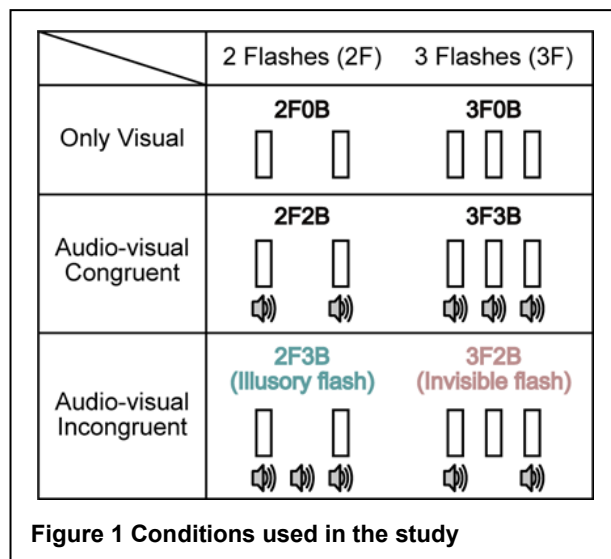 2 Flashes (2F) 3 Flashes (3F)
Only Visual
2F0B
3F0B
Audio-visual
Congruent
2F2B
3F3B
Audio-visual
Incongruent
2F3B
(Illusory flash)
3F2B
(Invisible flash)
Figure 1 Conditions used in the study